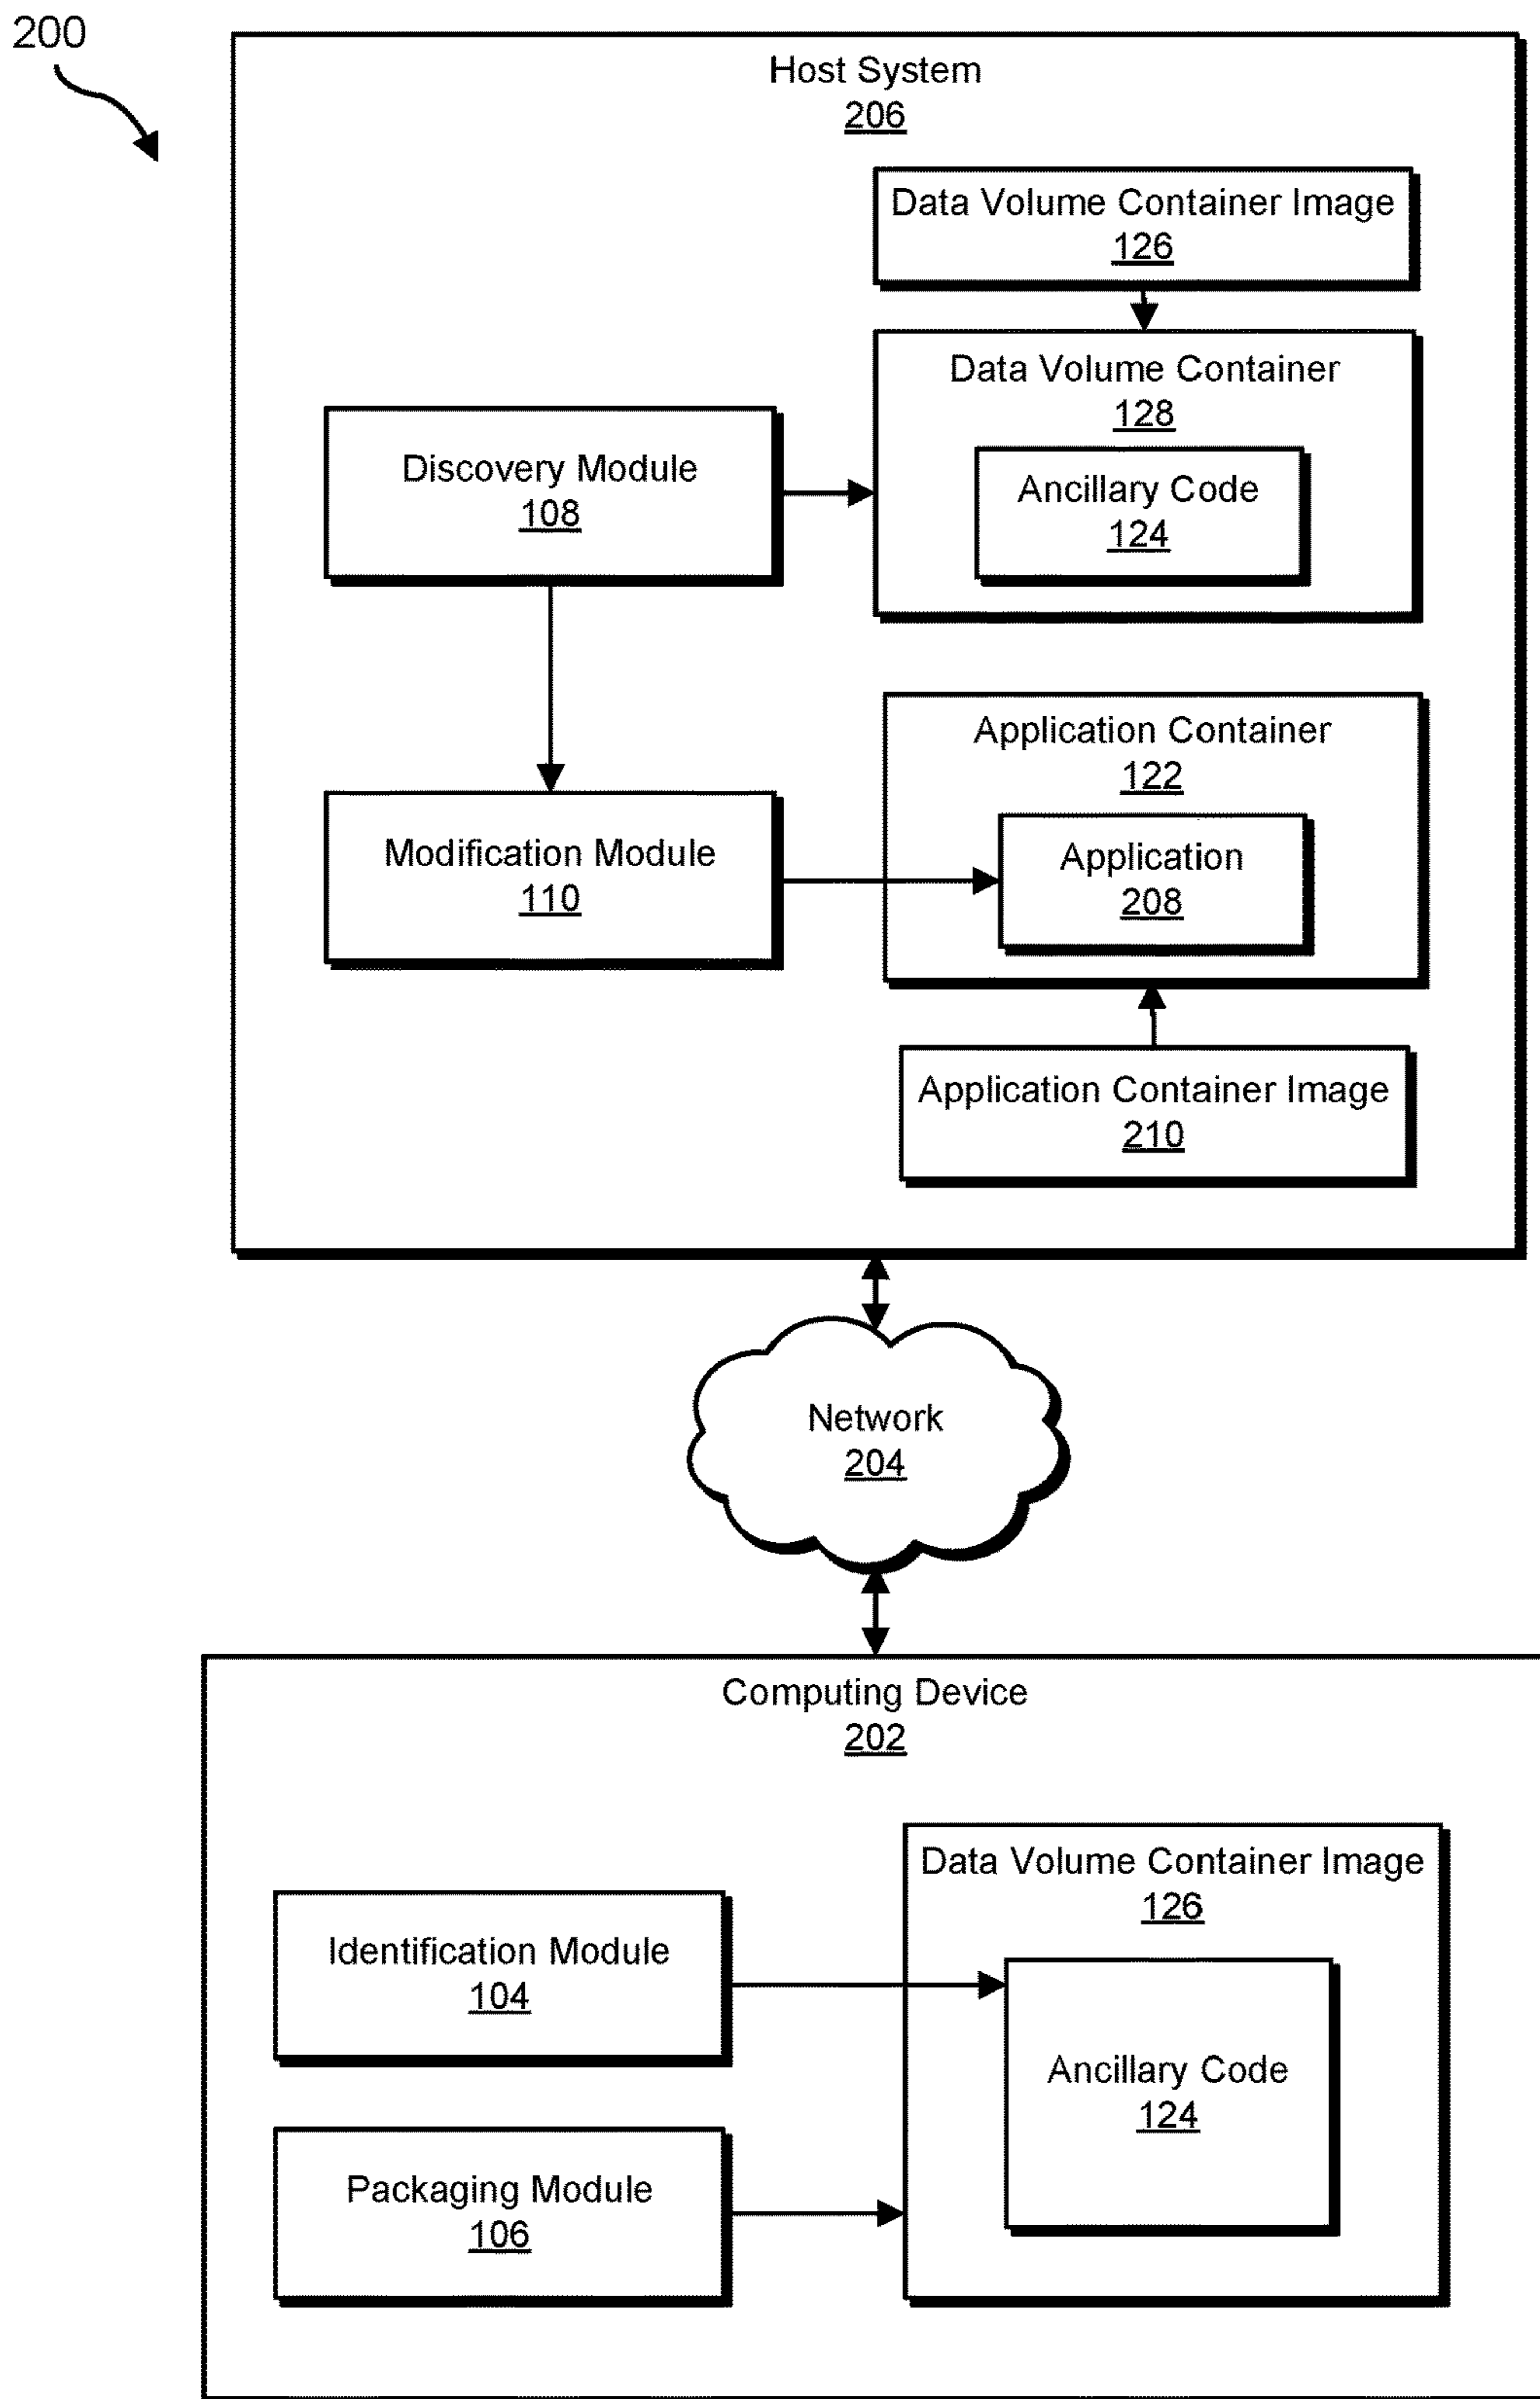 200
Host System
206
Data Volume Container Image
126
Data Volume Container
128
Discovery Module
108
Ancillary Code
124
Application Container
122
Modification Module
110
Application
208
Application Container Image
210
Network
204
Computing Device
202
Data Volume Container Image
126
Identification Module
104
Ancillary Code
124
Packaging Module
106